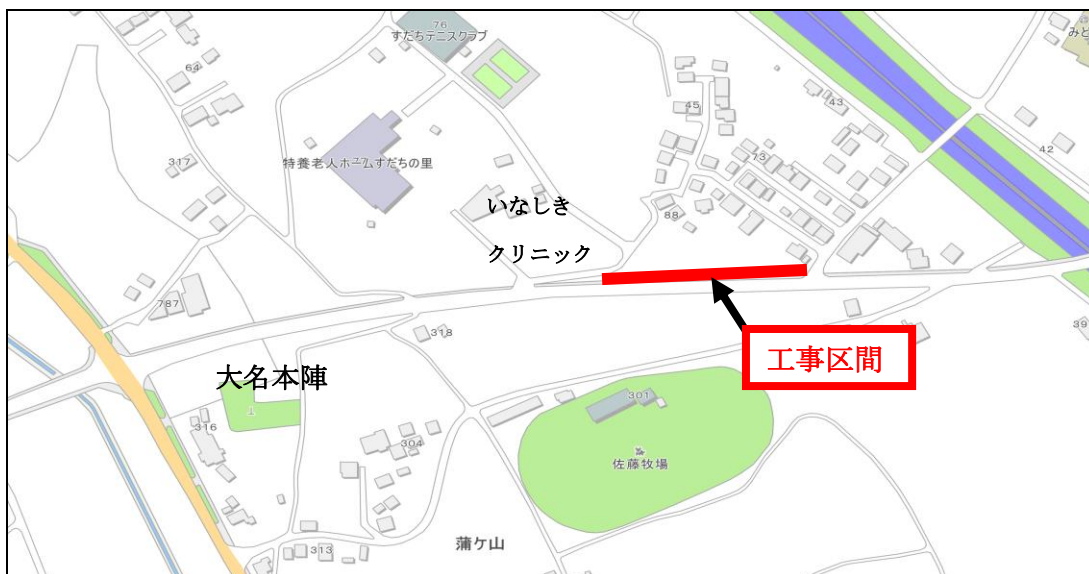 76
すだちテニスクラブ
みど
64
45
43
42
317
特養老人ホームすだちの里
73
いなしき
88
クリニック
787
318
工事区間
39
大名本陣
301
316
304
佐藤牧場
蒲ケ山
313